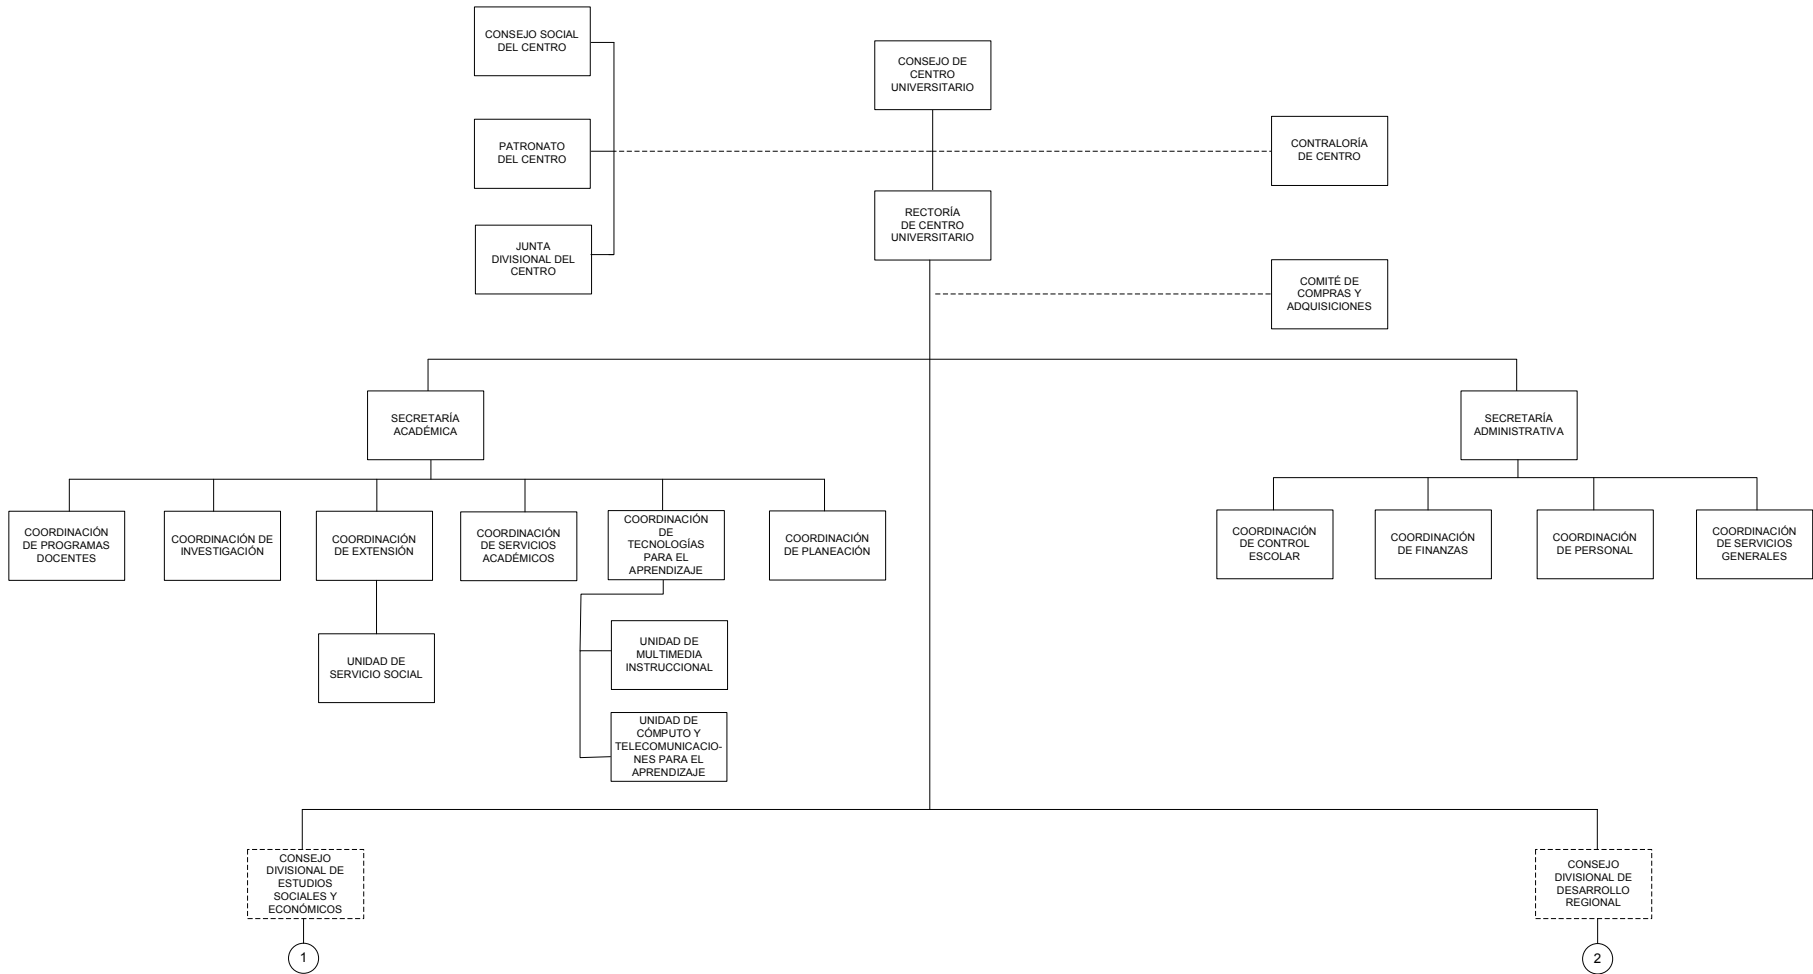 CONSEJO SOCIAL
DEL CENTRO
CONSEJO DE
CENTRO
UNIVERSITARIO
PATRONATO
DEL CENTRO
CONTRALORÍA
DE CENTRO
RECTORÍA
DE CENTRO
UNIVERSITARIO
JUNTA
DIVISIONAL DEL
CENTRO
COMITÉ DE
COMPRAS Y
ADQUISICIONES
SECRETARÍA
ACADÉMICA
SECRETARÍA
ADMINISTRATIVA
COORDINACIÓN
DE PROGRAMAS
DOCENTES
COORDINACIÓN DE
INVESTIGACIÓN
COORDINACIÓN
DE EXTENSIÓN
COORDINACIÓN
DE SERVICIOS
ACADÉMICOS
COORDINACIÓN
DE
TECNOLOGÍAS
PARA EL
APRENDIZAJE
COORDINACIÓN
DE PLANEACIÓN
COORDINACIÓN
DE CONTROL
ESCOLAR
COORDINACIÓN
DE FINANZAS
COORDINACIÓN
DE PERSONAL
COORDINACIÓN
DE SERVICIOS
GENERALES
UNIDAD DE
SERVICIO SOCIAL
UNIDAD DE
MULTIMEDIA
INSTRUCCIONAL
UNIDAD DE
CÓMPUTO Y
TELECOMUNICACIO-
NES PARA EL
APRENDIZAJE
CONSEJO
DIVISIONAL DE
ESTUDIOS
SOCIALES Y
ECONÓMICOS
CONSEJO
DIVISIONAL DE
DESARROLLO
REGIONAL
1
2